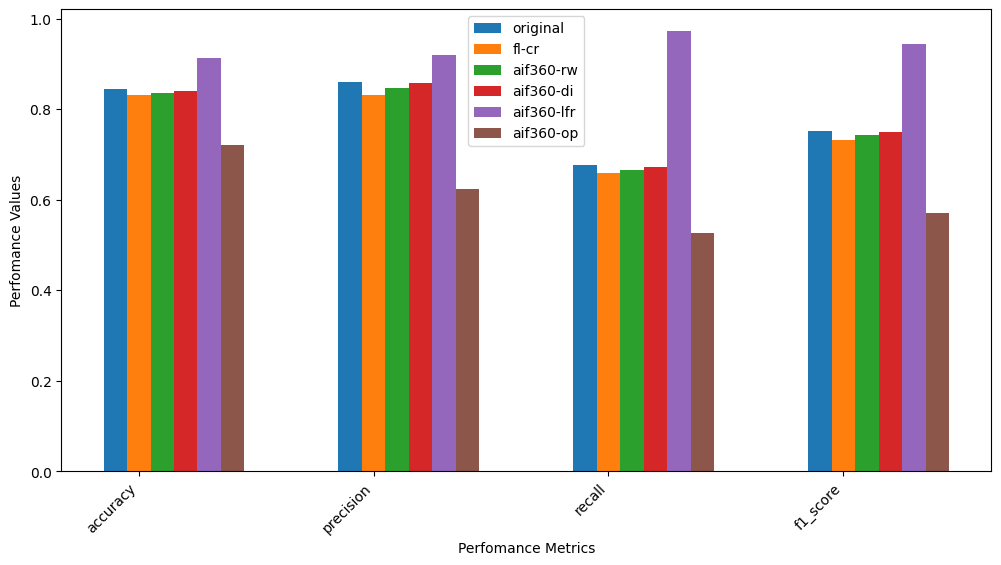 1.0
0.8
0.6
0.4
0.2
0.0
Perfomance Values
original
fl-cr
aif360-rw
aif360-di
aif360-lfr
aif360-op
accuracy
precision
recall
f1_score
Perfomance Metrics